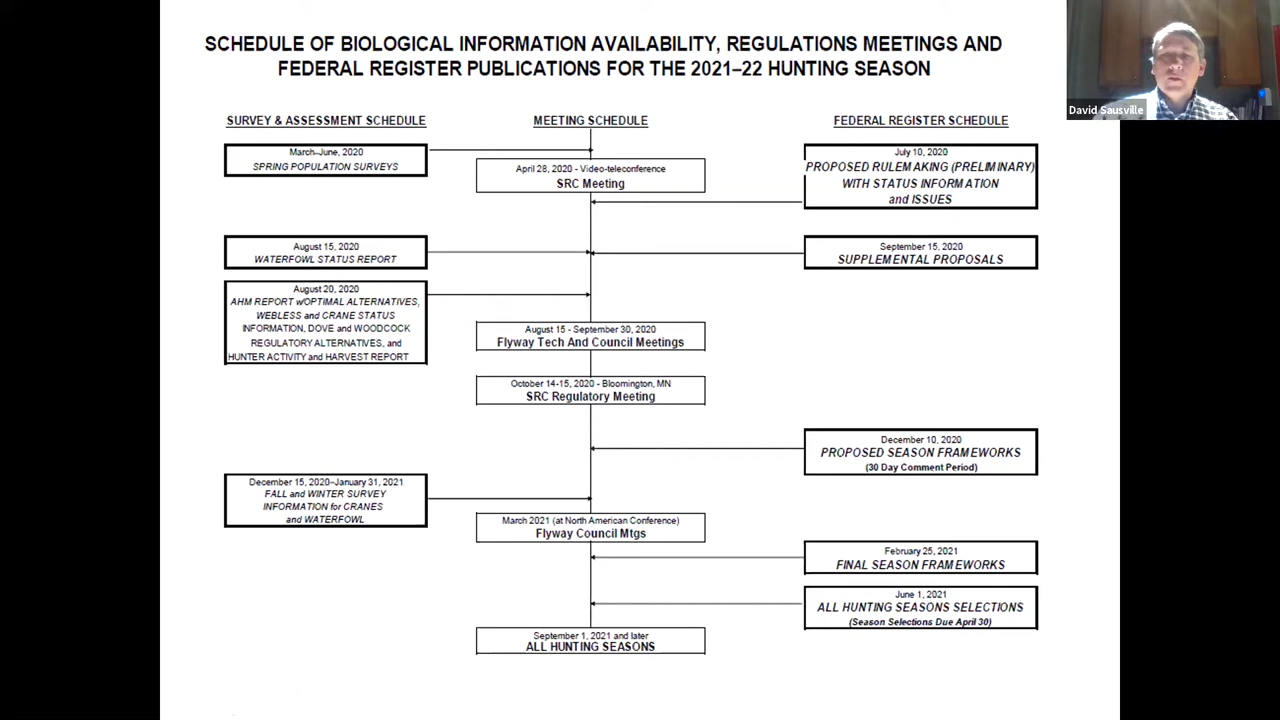 SCHEDULE OF BIOLOGICAL INFORMATION AVAILABILITY, REGULATIONS MEETINGS AND
FEDERAL REGISTER PUBLICATIONS FOR THE 2021–22 HUNTING SEASON
David Sausville
SURVEY & ASSESSMENT SCHEDULE
March–June, 2020
SPRING POPULATION SURVEYS
August 15, 2020
WATERFOWL STATUS REPORT
August 20, 2020
AHM REPORT w/OPTIMAL ALTERNATIVES,
WEBLESS and CRANE STATUS
INFORMATION, DOVE and WOODCOCK
REGULATORY ALTERNATIVES, and
HUNTER ACTIVITY and HARVEST REPORT
December 15, 2020–January 31, 2021
FALL and WINTER SURVEY
INFORMATION for CRANES
and WATERFOWL
MEETING SCHEDULE
April 28, 2020 - Video-teleconference
SRC Meeting
August 15 - September 30, 2020
Flyway Tech And Council Meetings
October 14-15, 2020 - Bloomington, MN
SRC Regulatory Meeting
March 2021 (at North American Conference)
Flyway Council Mtgs
September 1, 2021 and later
ALL HUNTING SEASONS
FEDERAL REGISTER SCHEDULE
July 10, 2020
PROPOSED RULEMAKING (PRELIMINARY)
WITH STATUS INFORMATION
and ISSUES
September 15, 2020
SUPPLEMENTAL PROPOSALS
December 10, 2020
PROPOSED SEASON FRAMEWORKS
(30 Day Comment Period)
February 25, 2021
FINAL SEASON FRAMEWORKS
June 1, 2021
ALL HUNTING SEASONS SELECTIONS
(Season Selections Due April 30)